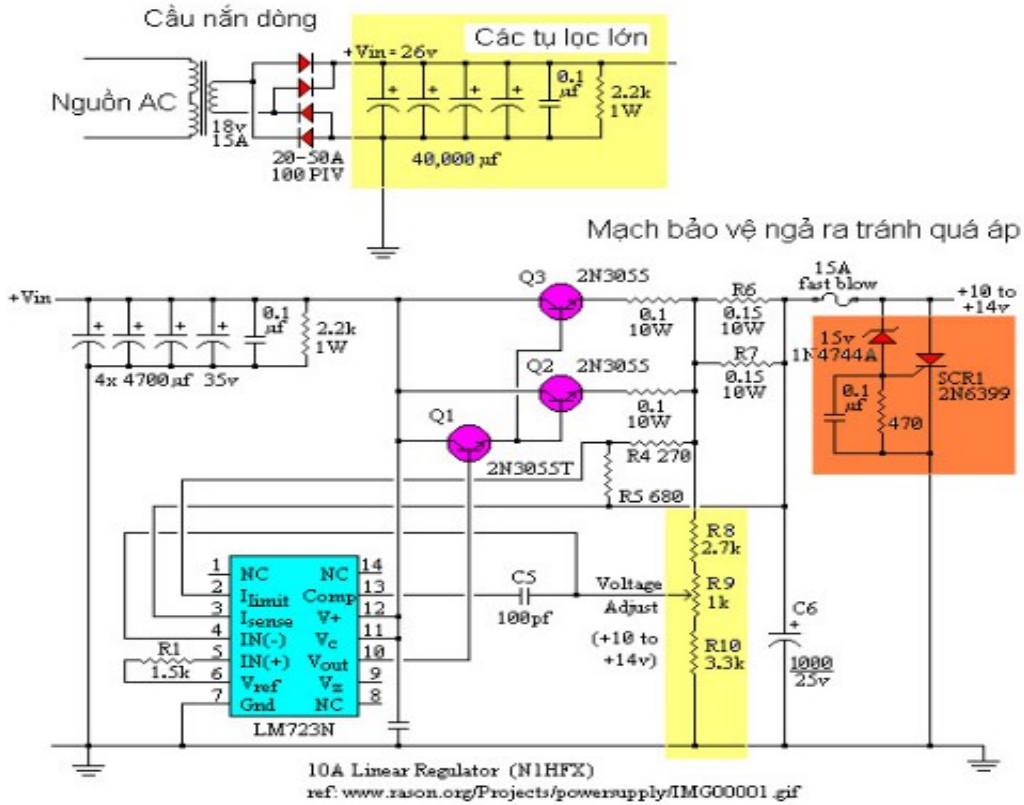 Cầu nắn dòng
+Vin = 26v
Các tụ lọc lớn
Nguồn AC
18v
15A
20-50A
100 PIV
+
+
+
+
0.1
µf
2.2k
1W
40,000 µf
Mạch bảo vệ ngả ra tránh quá áp
+Vin
+
+
+
+
0.1
µf
2.2k
1W
4x 4700µf 35v
Q3
2N3055
0.1
10W
R6
0.15
10W
15A
fast blow
+10 to
+14v
Q2
2N3055
0.1
10W
R7
0.15
10W
15v
1N4744A
SCR1
2N6399
0.1
µf
470
Q1
2N3055T
R4 270
R5 680
1
NC
NC
14
2
Ilimit
Comp
13
3
Isense
V+
12
4
IN(-)
Vc
11
5
IN(+)
Vout
10
6
Vref
Vz
9
7
Gnd
NC
8
LM723N
R1
1.5k
C5
100pf
Voltage
Adjust
(+10 to
+14v)
R8
2.7k
R9
1k
R10
3.3k
C6
+
1000
25v
10A Linear Regulator (N1HFX)
ref: www.rason.org/Projects/powersupply/IMG00001.gif